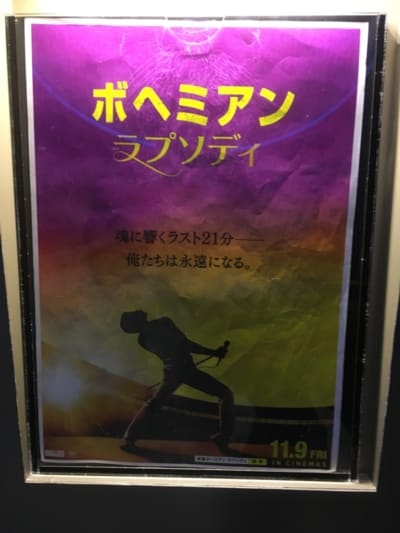 ボヘミアン
ラプソディ
魂に響くラスト21分――
俺たちは永遠になる。
11.9 FRI
IN CINEMAS